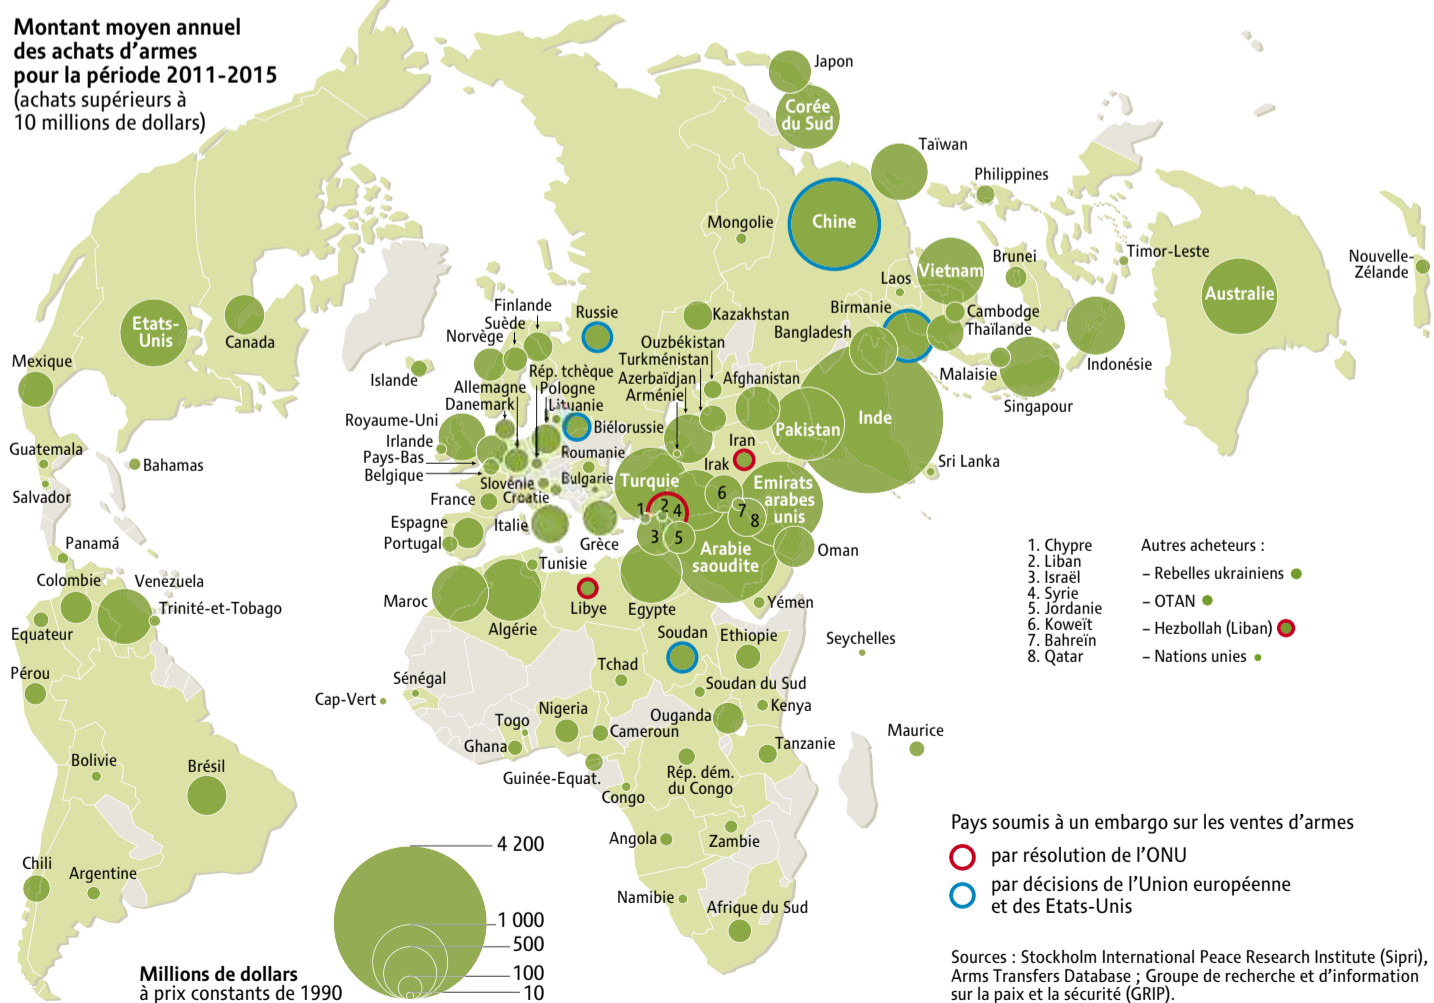 Montant moyen annuel
des achats d'armes
pour la période 2011-2015
(achats supérieurs à
10 millions de dollars)
Japon
Corée
du Sud
Taïwan
Philippines
Chine
Mongolie
Timor-Leste
Nouvelle-
Zélande
Brunei
Vietnam
Laos
Australie
Birmanie
Cambodge
Bangladesh
Thaïlande
Kazakhstan
Indonésie
Malaisie
Singapour
Etats-
Unis
Canada
Mexique
Finlande
Suède
Norvège
Russie
Islande
Ouzbékistan
Turkménistan
Azerbaïdjan
Arménie
Afghanistan
Rép. tchèque
Allemagne
Pologne
Danemark
Lituanie
Biélorussie
Royaume-Uni
Irlande
Pays-Bas
Belgique
Roumanie
Bulgarie
Slovénie
Croatie
France
Espagne
Portugal
Italie
Grèce
Iran
Irak
Pakistan
Inde
Sri Lanka
Turquie
Emirats
arabes
unis
1
2
4
6
7
8
3
5
Arabie
saoudite
Oman
Guatemala
Bahamas
Salvador
Panamá
Colombie
Venezuela
Trinité-et-Tobago
Equateur
Pérou
Bolivie
Brésil
Chili
Argentine
Tunisie
Maroc
Algérie
Libye
Egypte
Yémen
Soudan
Ethiopie
Seychelles
Tchad
Sénégal
Cap-Vert
Soudan du Sud
Kenya
Nigeria
Ouganda
Togo
Cameroun
Ghana
Maurice
Tanzanie
Guinée-Equat.
Rép. dém.
du Congo
Congo
Angola
Zambie
Namibie
Afrique du Sud
1. Chypre
2. Liban
3. Israël
4. Syrie
5. Jordanie
6. Koweït
7. Bahreïn
8. Qatar
Autres acheteurs :
– Rebelles ukrainiens
– OTAN
– Hezbollah (Liban)
– Nations unies
4 200
1 000
500
100
10
Millions de dollars
à prix constants de 1990
Pays soumis à un embargo sur les ventes d'armes
par résolution de l'ONU
par décisions de l'Union européenne
et des Etats-Unis
Sources : Stockholm International Peace Research Institute (Sipri),
Arms Transfers Database ; Groupe de recherche et d'information
sur la paix et la sécurité (GRIP).